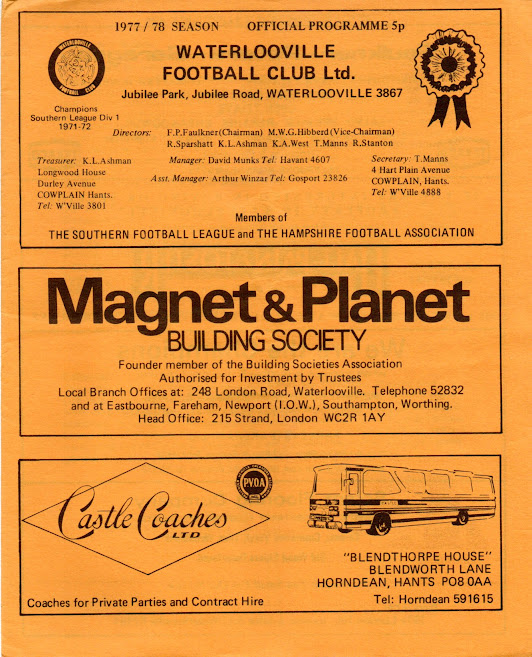 1977 / 78 SEASON OFFICIAL PROGRAMME 5p
WATERLOOVILLE
FOOTBALL CLUB
WATERLOOVILLE
FOOTBALL CLUB Ltd.
Jubilee Park, Jubilee Road, WATERLOOVILLE 3867
Champions
Southern League Div 1
1971-72
Directors: F.P.Faulkner (Chairman) M.W.G.Hibberd (Vice-Chairman)
R.Sparshatt K.L.Ashman K.A.West T.Manns R.Stanton
Treasurer: K.L.Ashman
Longwood House
Durley Avenue
COWPLAIN Hants.
Tel: W'Ville 3801
Manager: David Munks Tel: Havant 4607
Asst. Manager: Arthur Winzar Tel: Gosport 23826
Secretary: T.Manns
4 Hart Plain Avenue
COWPLAIN, Hants.
Tel: W'Ville 4888
Members of
THE SOUTHERN FOOTBALL LEAGUE and THE HAMPSHIRE FOOTBALL ASSOCIATION
Magnet & Planet
BUILDING SOCIETY
Founder member of the Building Societies Association
Authorised for Investment by Trustees
Local Branch Offices at: 248 London Road, Waterlooville. Telephone 52832
and at Eastbourne, Fareham, Newport (I.O.W.), Southampton, Worthing.
Head Office: 215 Strand, London WC2R 1AY
Castle Coaches
LTD
PVOA
"BLENDTHORPE HOUSE"
BLENDWORTH LANE
HORNDEAN, HANTS PO8 0AA
Coaches for Private Parties and Contract Hire
Tel: Horndean 591615